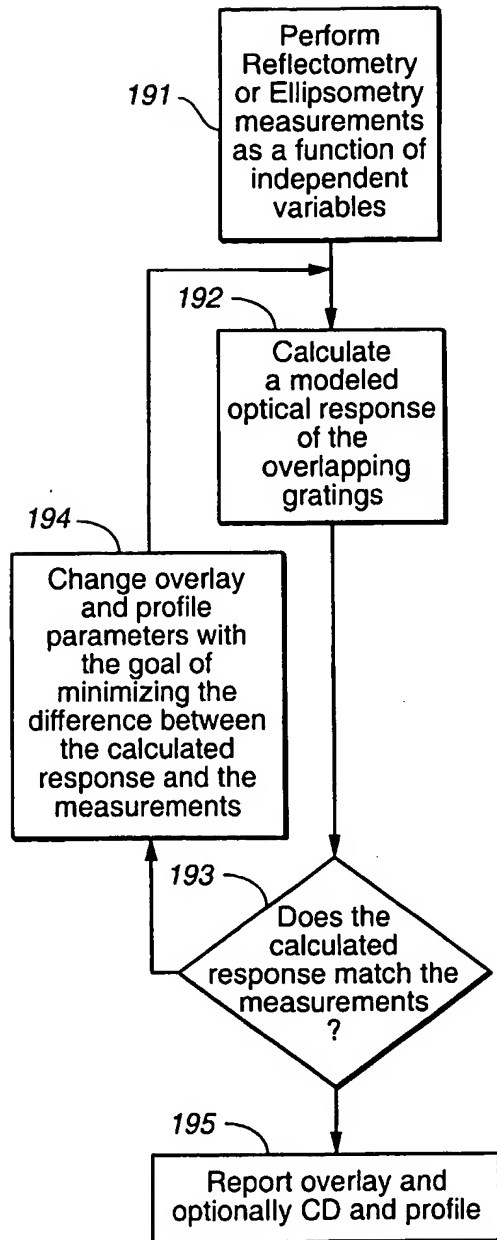 191
Perform
Reflectometry
or Ellipsometry
measurements
as a function of
independent
variables
192
Calculate
a modeled
optical response
of the
overlapping
gratings
194
Change overlay
and profile
parameters with
the goal of
minimizing the
difference between
the calculated
response and the
measurements
193
Does the
calculated
response match the
measurements
?
195
Report overlay and
optionally CD and profile